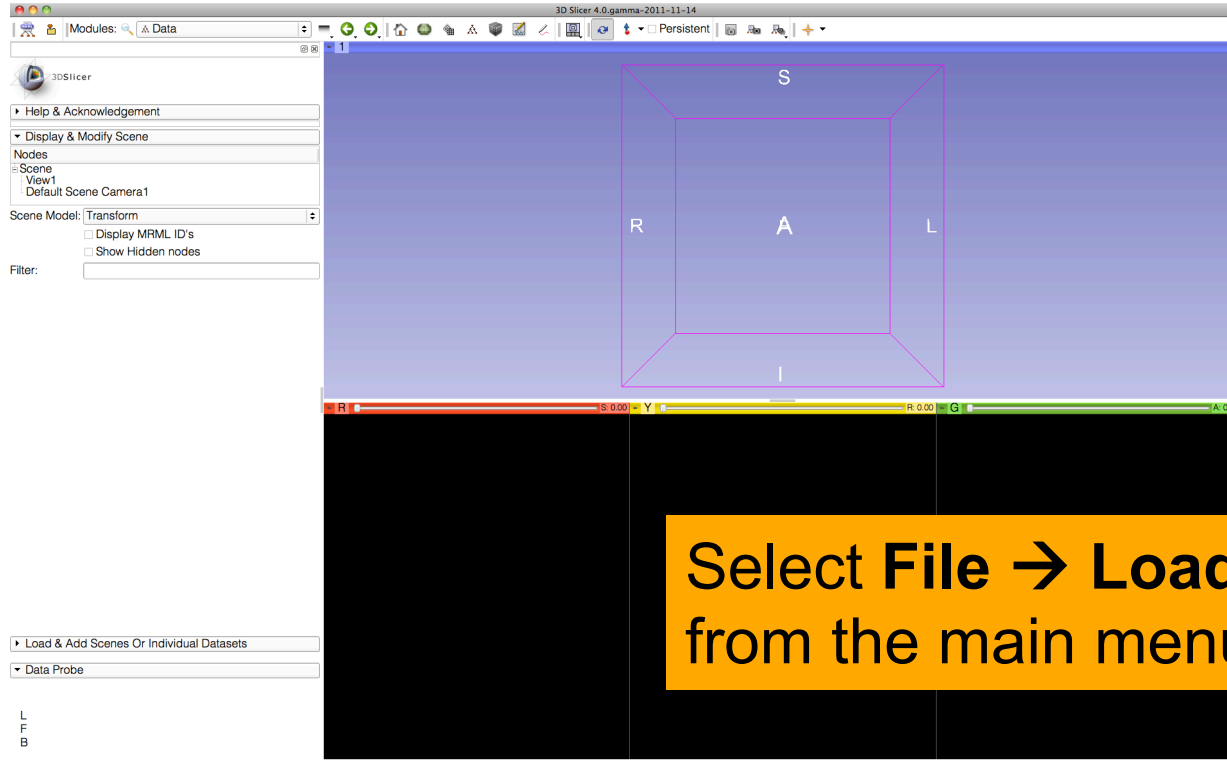 3D Slicer 4.0.gamma-2011-11-14
Modules: Data Persistent
1
3DSlicer
Help & Acknowledgement
Display & Modify Scene
Nodes
Scene
View1
Default Scene Camera1
Scene Model: Transform
Display MRML ID's
Show Hidden nodes
Filter:
S
R A L
I
R S: 0.00 Y R: 0.00 G
Select File → Load
from the main menu
Load & Add Scenes Or Individual Datasets
Data Probe
L
F
B